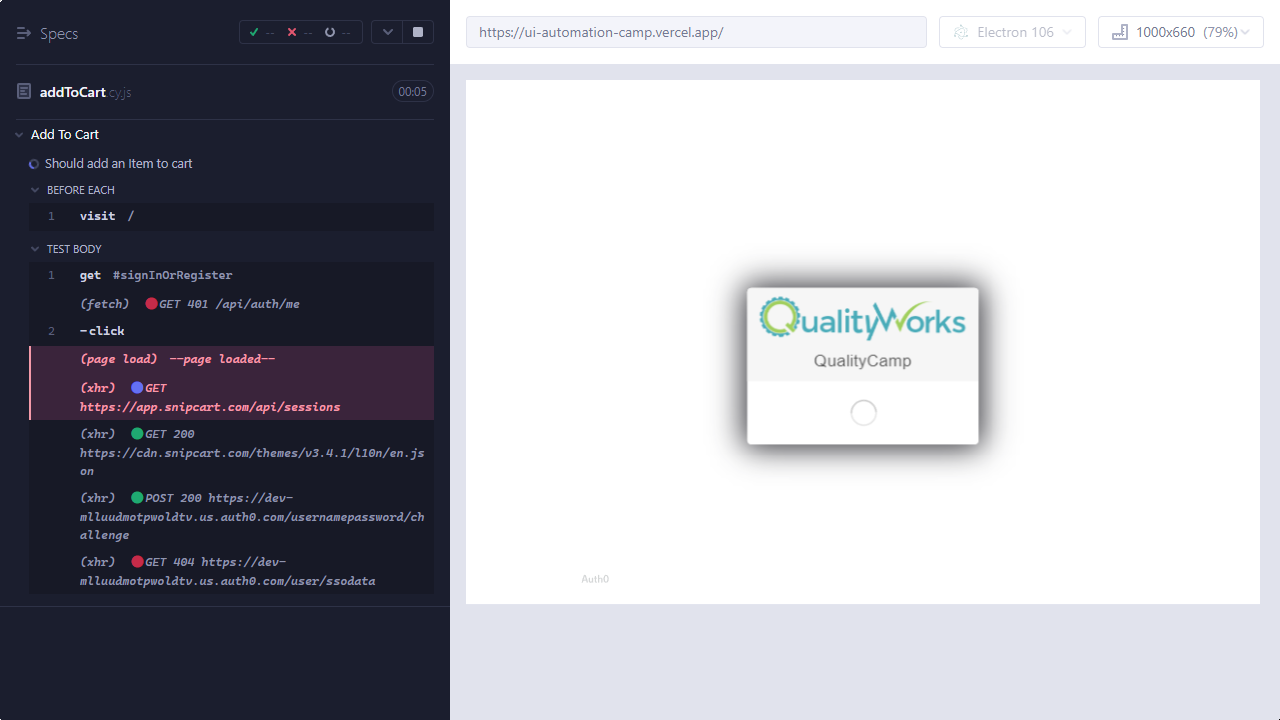 Specs
-- -- --
addToCart.cy.js
00:05
Add To Cart
Should add an Item to cart
BEFORE EACH
1 visit /
TEST BODY
1 get #signInOrRegister
(fetch) GET 401 /api/auth/me
2 -click
(page load) --page loaded--
(xhr) GET
https://app.snipcart.com/api/sessions
(xhr) GET 200
https://cdn.snipcart.com/themes/v3.4.1/l10n/en.js
on
(xhr) POST 200 https://dev-
mlluudmotpwoldtv.us.auth0.com/usernamepassword/ch
allenge
(xhr) GET 404 https://dev-
mlluudmotpwoldtv.us.auth0.com/user/ssodata
https://ui-automation-camp.vercel.app/
Electron 106
1000x660 (79%)
QualityWorks
QualityCamp
Auth0